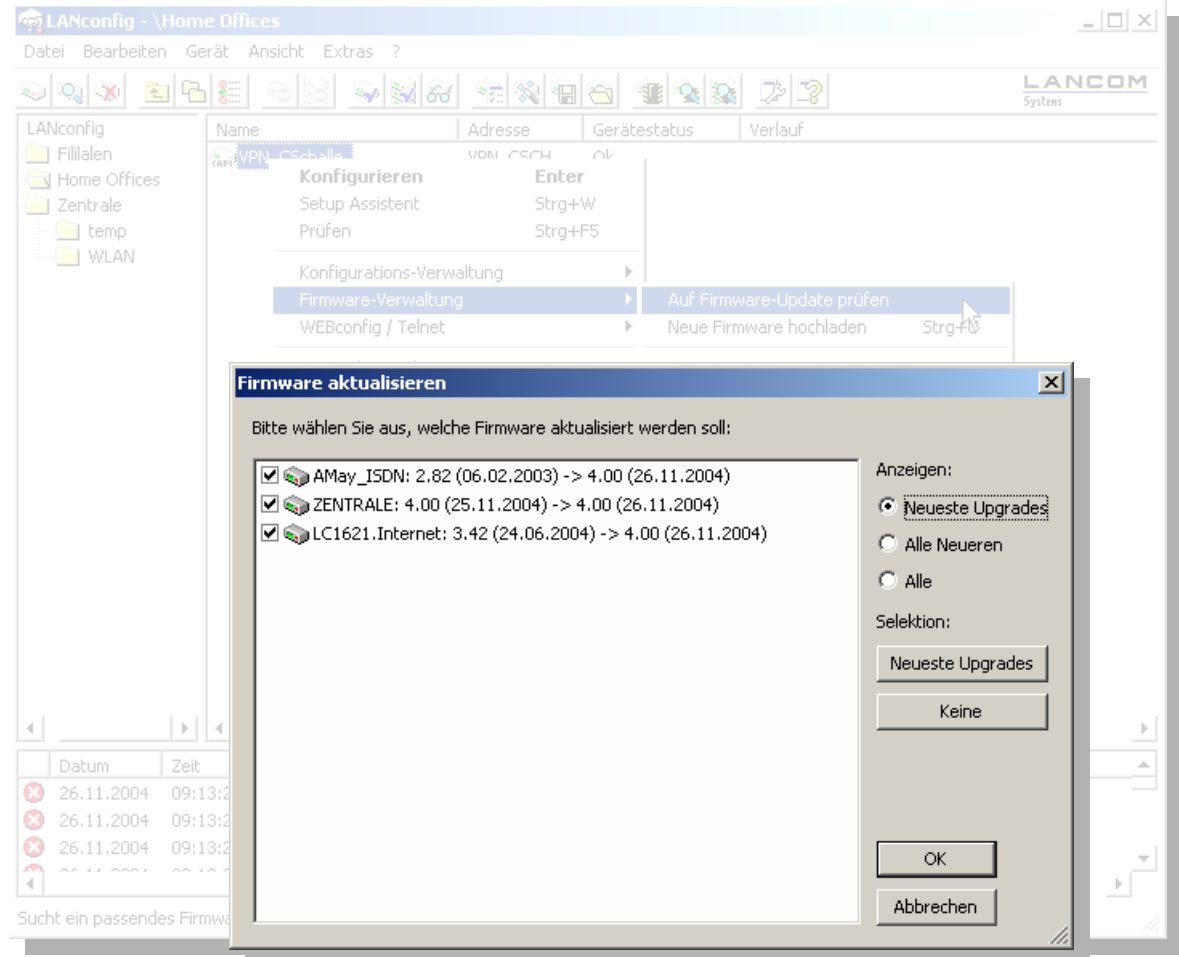 LANconfig - \Home Offices
Datei Bearbeiten Gerät Ansicht Extras ?
LANCOM
Systems
LANconfig
Name Adresse Gerätestatus Verlauf
Fililalen
VPN_CSchalle VPN_CSCH Ok
Home Offices
Zentrale
temp
WLAN
Konfigurieren Enter
Setup Assistent Strg+W
Prüfen Strg+F5
Konfigurations-Verwaltung
Firmware-Verwaltung
WEBconfig / Telnet
Auf Firmware-Update prüfen
Neue Firmware hochladen Strg+U
Firmware aktualisieren
Bitte wählen Sie aus, welche Firmware aktualisiert werden soll:
AMay_ISDN: 2.82 (06.02.2003) -> 4.00 (26.11.2004)
ZENTRALE: 4.00 (25.11.2004) -> 4.00 (26.11.2004)
LC1621.Internet: 3.42 (24.06.2004) -> 4.00 (26.11.2004)
Anzeigen:
Neueste Upgrades
Alle Neueren
Alle
Selektion:
Neueste Upgrades
Keine
OK
Abbrechen
Datum Zeit
26.11.2004 09:13:2
26.11.2004 09:13:2
26.11.2004 09:13:2
Sucht ein passendes Firmwa